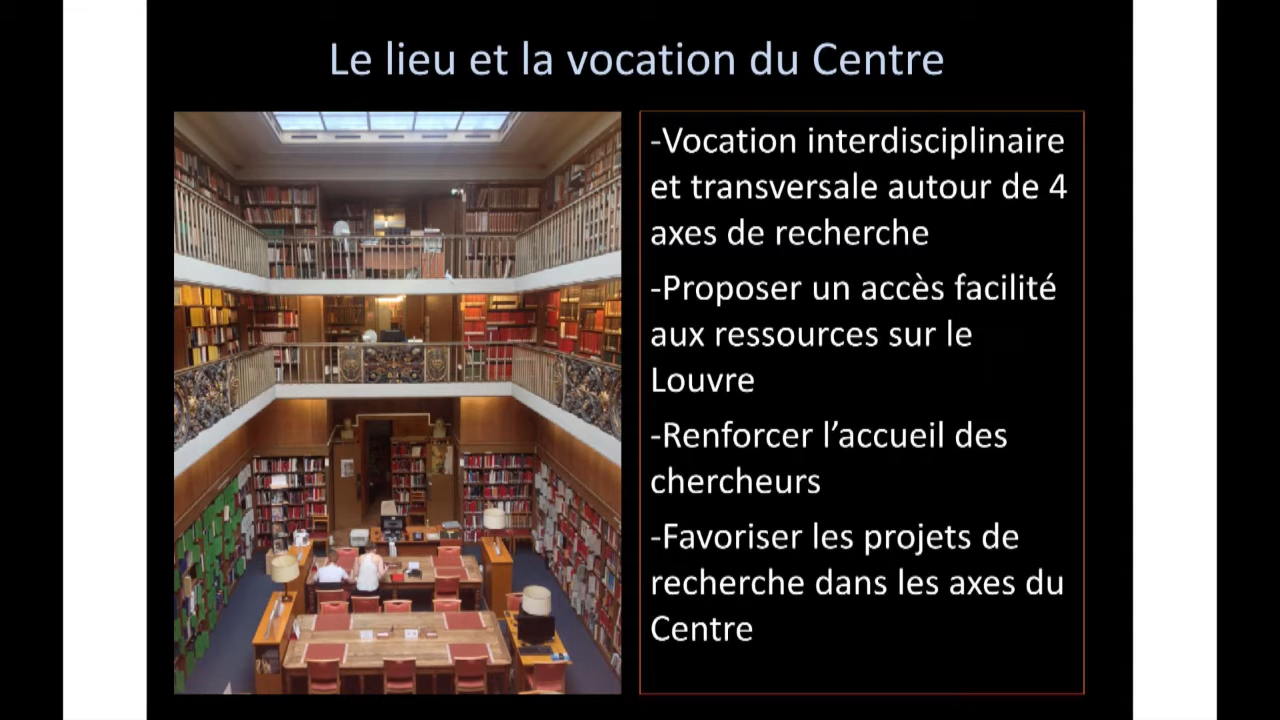 Le lieu et la vocation du Centre
-Vocation interdisciplinaire
et transversale autour de 4
axes de recherche
-Proposer un accès facilité
aux ressources sur le
Louvre
-Renforcer l’accueil des
chercheurs
-Favoriser les projets de
recherche dans les axes du
Centre